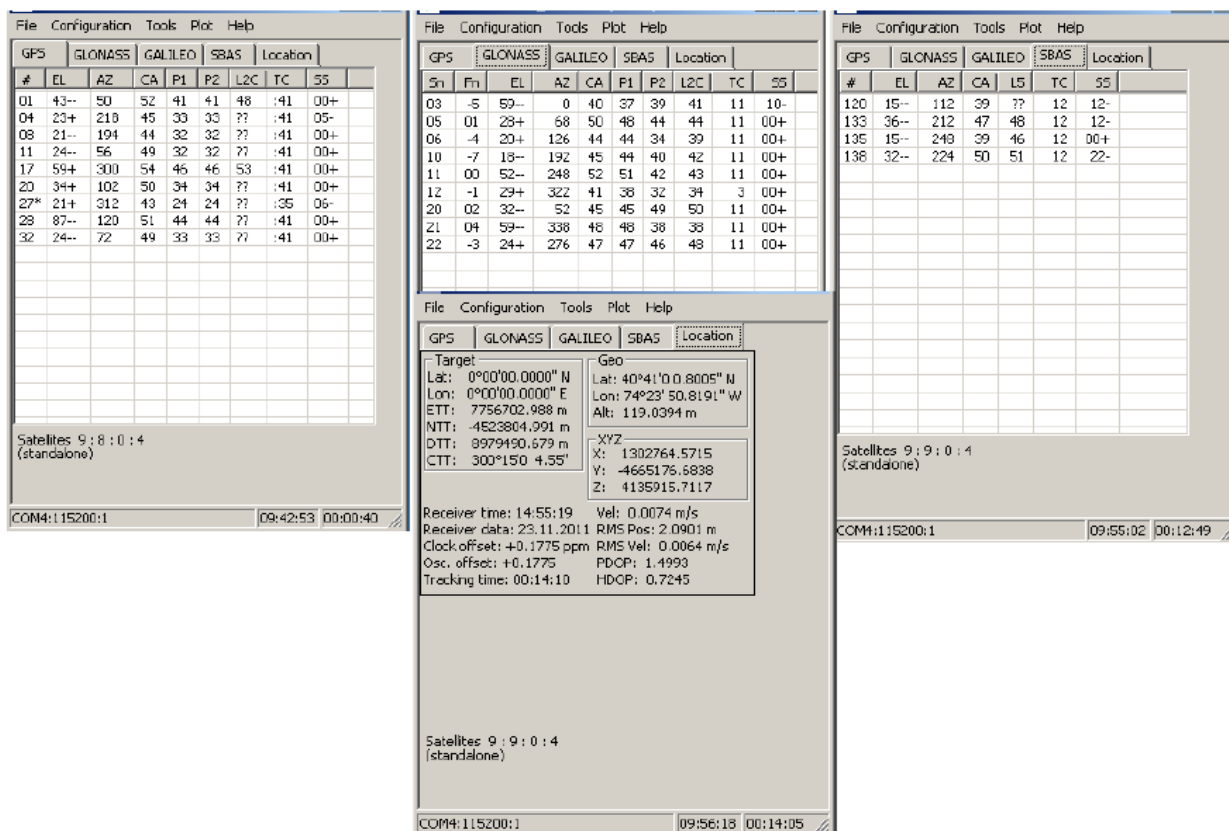 File Configuration Tools Plot Help
GPS GLONASS GALILEO SBAS Location
# EL AZ CA P1 P2 L2C TC SS
01 43-- 50 52 41 41 48 :41 00+
04 23+ 218 45 33 33 ?? :41 05-
08 21-- 194 44 32 32 ?? :41 00+
11 24-- 56 49 32 32 ?? :41 00+
17 59+ 300 54 46 46 53 :41 00+
20 34+ 102 50 34 34 ?? :41 00+
27* 21+ 312 43 24 24 ?? :35 06-
28 87-- 120 51 44 44 ?? :41 00+
32 24-- 72 49 33 33 ?? :41 00+
Satellites 9 : 8 : 0 : 4
(standalone)
COM4:115200:1 09:42:53 00:00:40
File Configuration Tools Plot Help
GPS GLONASS GALILEO SBAS Location
Sn Fn EL AZ CA P1 P2 L2C TC SS
03 -5 59-- 0 40 37 39 41 11 10-
05 01 28+ 68 50 48 44 44 11 00+
06 -4 20+ 126 44 44 34 39 11 00+
10 -7 18-- 192 45 44 40 42 11 00+
11 00 52-- 248 52 51 42 43 11 00+
12 -1 29+ 322 41 38 32 34 3 00+
20 02 32-- 52 45 45 49 50 11 00+
21 04 59-- 338 48 48 38 38 11 00+
22 -3 24+ 276 47 47 46 48 11 00+
File Configuration Tools Plot Help
GPS GLONASS GALILEO SBAS Location
Target
Lat: 0°00'00.0000" N
Lon: 0°00'00.0000" E
ETT: 7756702.988 m
NTT: -4523804.991 m
DTT: 8979490.679 m
CTT: 300°15'0 4.55"
Geo
Lat: 40°41'0 0.8005" N
Lon: 74°23' 50.8191" W
Alt: 119.0394 m
XYZ
X: 1302764.5715
Y: -4665176.6838
Z: 4135915.7117
Receiver time: 14:55:19 Vel: 0.0074 m/s
Receiver data: 23.11.2011 RMS Pos: 2.0901 m
Clock offset: +0.1775 ppm RMS Vel: 0.0064 m/s
Osc. offset: +0.1775 PDOP: 1.4993
Tracking time: 00:14:10 HDOP: 0.7245
Satellites 9 : 9 : 0 : 4
(standalone)
COM4:115200:1 09:56:18 00:14:05
File Configuration Tools Plot Help
GPS GLONASS GALILEO SBAS Location
# EL AZ CA L5 TC SS
120 15-- 112 39 ?? 12 12-
133 36-- 212 47 48 12 12-
135 15-- 248 39 46 12 00+
138 32-- 224 50 51 12 22-
Satellites 9 : 9 : 0 : 4
(standalone)
COM4:115200:1 09:55:02 00:12:49